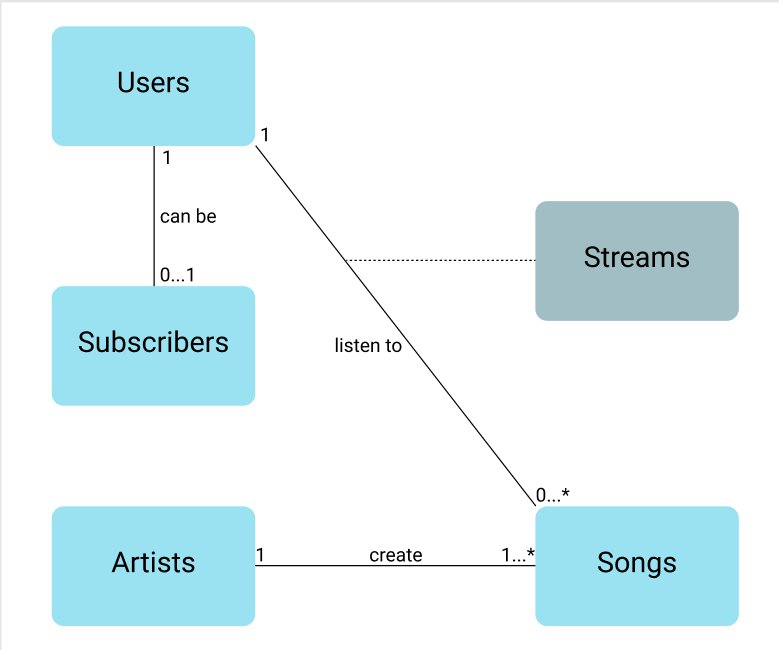 Users
1
1
can be
0...1
Subscribers
Streams
listen to
0...*
Artists
1
create
1...*
Songs